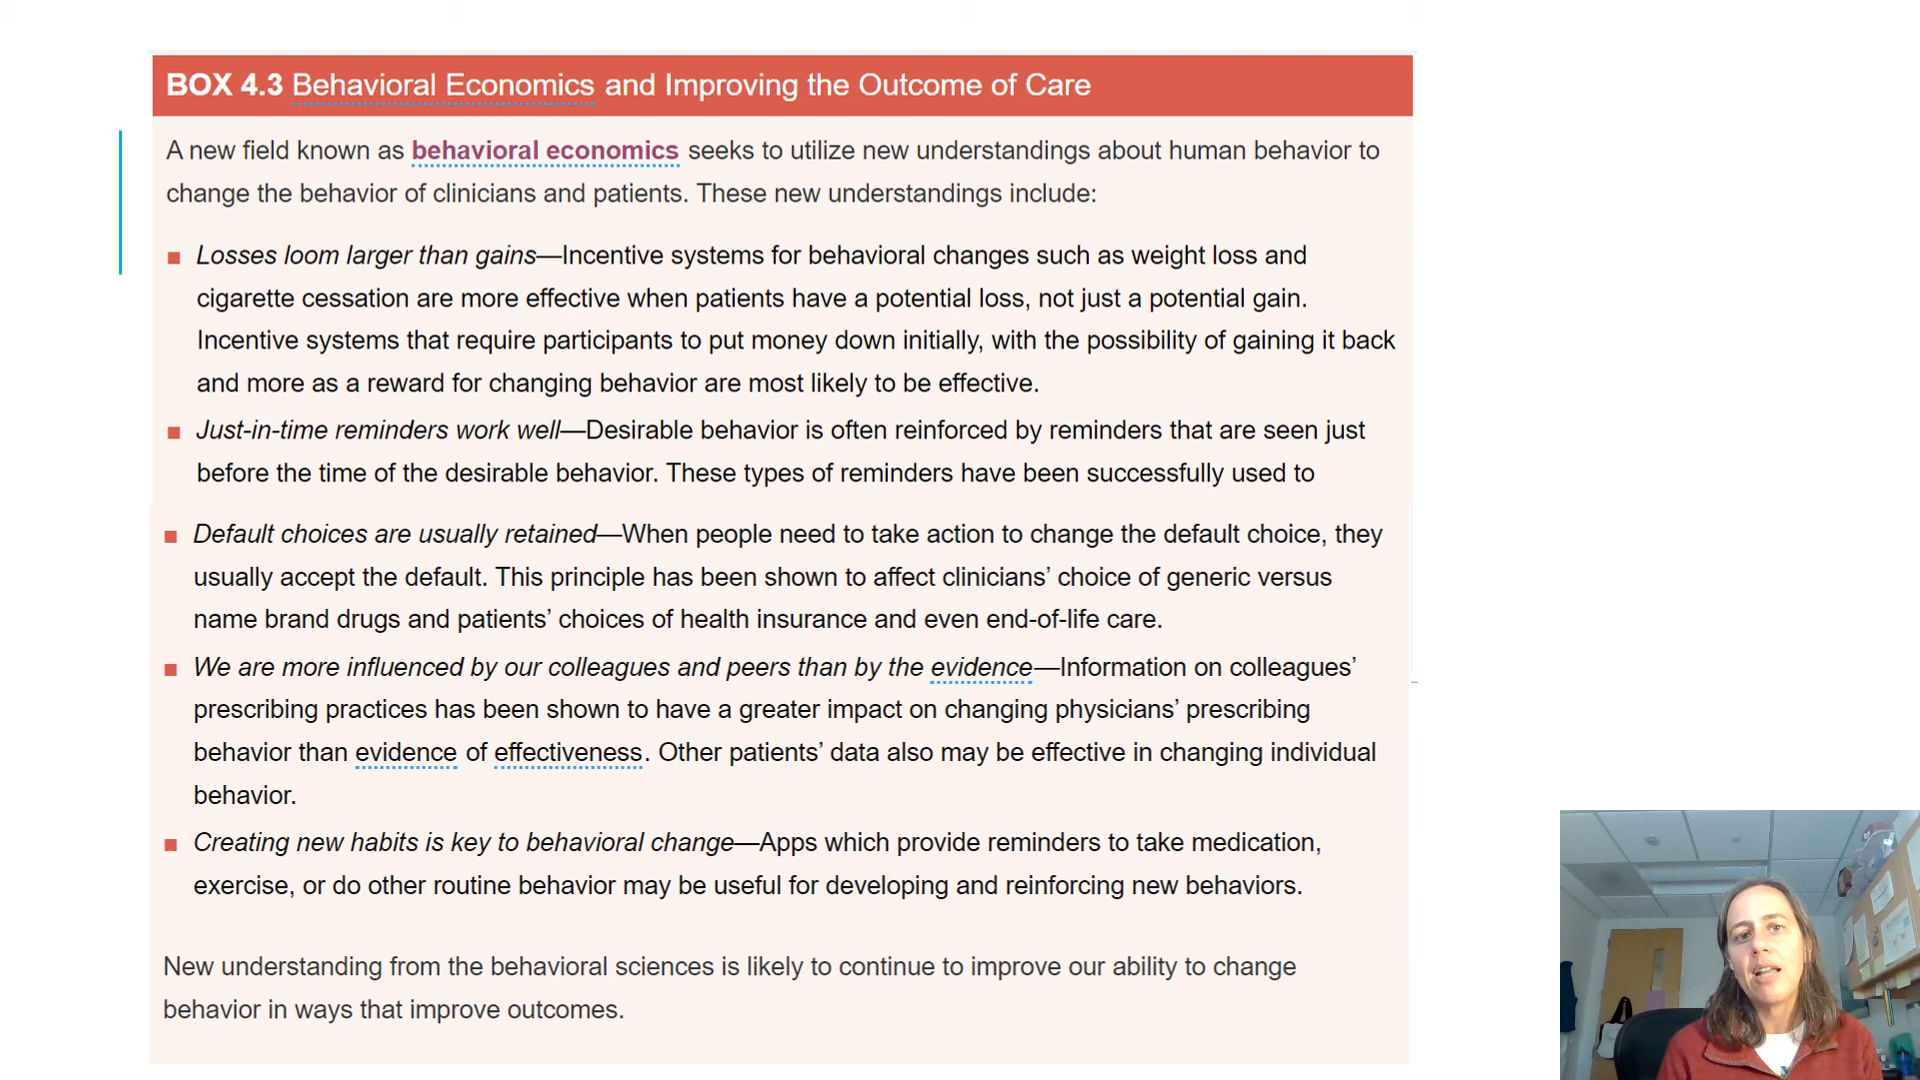 BOX 4.3 Behavioral Economics and Improving the Outcome of Care
A new field known as behavioral economics seeks to utilize new understandings about human behavior to
change the behavior of clinicians and patients. These new understandings include:
■ Losses loom larger than gains—Incentive systems for behavioral changes such as weight loss and
cigarette cessation are more effective when patients have a potential loss, not just a potential gain.
Incentive systems that require participants to put money down initially, with the possibility of gaining it back
and more as a reward for changing behavior are most likely to be effective.
■ Just-in-time reminders work well—Desirable behavior is often reinforced by reminders that are seen just
before the time of the desirable behavior. These types of reminders have been successfully used to
■ Default choices are usually retained—When people need to take action to change the default choice, they
usually accept the default. This principle has been shown to affect clinicians’ choice of generic versus
name brand drugs and patients’ choices of health insurance and even end-of-life care.
■ We are more influenced by our colleagues and peers than by the evidence—Information on colleagues’
prescribing practices has been shown to have a greater impact on changing physicians’ prescribing
behavior than evidence of effectiveness. Other patients’ data also may be effective in changing individual
behavior.
■ Creating new habits is key to behavioral change—Apps which provide reminders to take medication,
exercise, or do other routine behavior may be useful for developing and reinforcing new behaviors.
New understanding from the behavioral sciences is likely to continue to improve our ability to change
behavior in ways that improve outcomes.